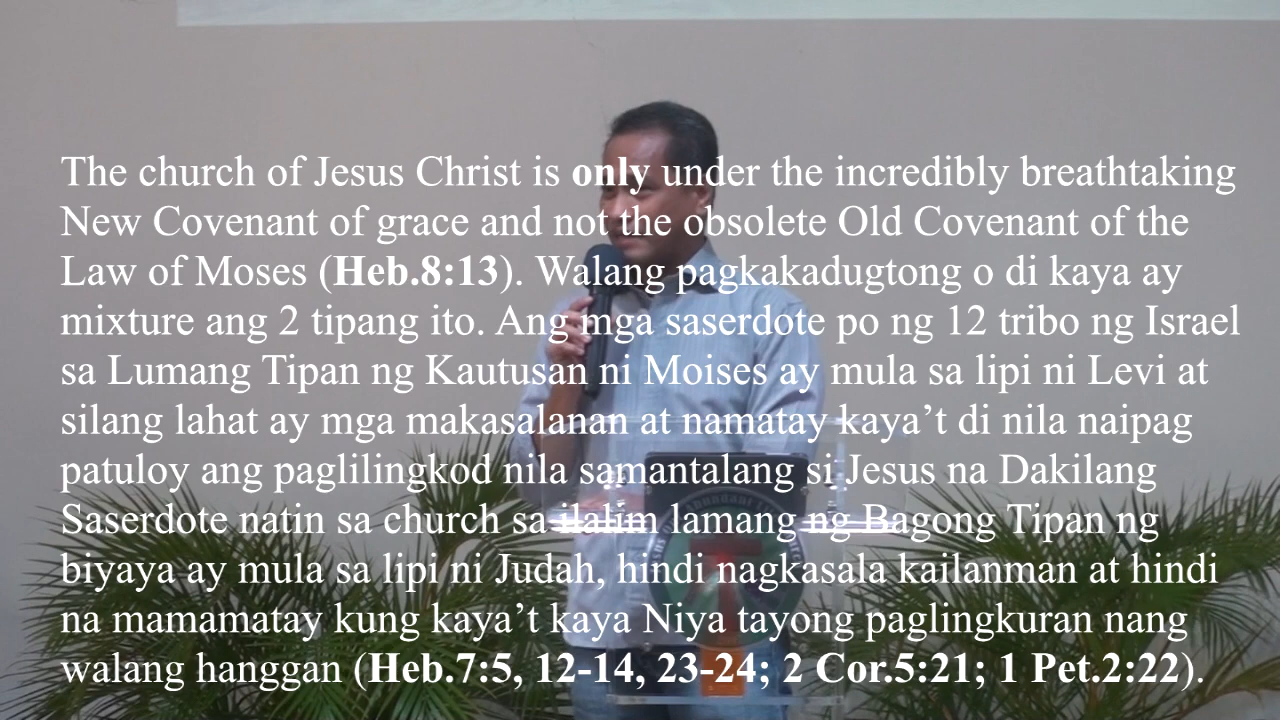 The church of Jesus Christ is only under the incredibly breathtaking
New Covenant of grace and not the obsolete Old Covenant of the
Law of Moses (Heb.8:13). Walang pagkakadugtong o di kaya ay
mixture ang 2 tipang ito. Ang mga saserdote po ng 12 tribo ng Israel
sa Lumang Tipan ng Kautusan ni Moises ay mula sa lipi ni Levi at
silang lahat ay mga makasalanan at namatay kaya’t di nila naipag
patuloy ang paglilingkod nila samantalang si Jesus na Dakilang
Saserdote natin sa church sa ilalim lamang ng Bagong Tipan ng
biyaya ay mula sa lipi ni Judah, hindi nagkasala kailanman at hindi
na mamamatay kung kaya’t kaya Niya tayong paglingkuran nang
walang hanggan (Heb.7:5, 12-14, 23-24; 2 Cor.5:21; 1 Pet.2:22).